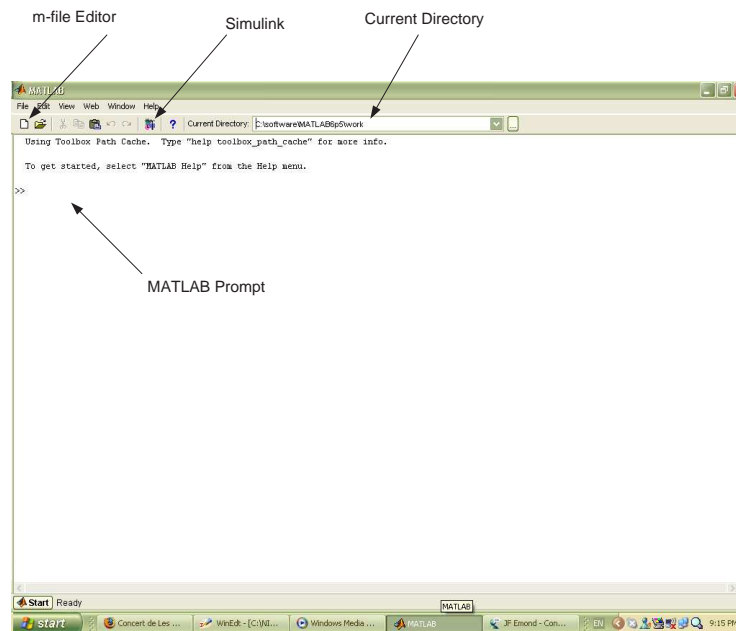 m-file Editor
Simulink
Current Directory
MATLAB
File Edit View Web Window Help
Current Directory: C:\software\MATLAB6p5\work
Using Toolbox Path Cache. Type "help toolbox_path_cache" for more info.
To get started, select "MATLAB Help" from the Help menu.
>>
MATLAB Prompt
Start Ready
MATLAB
start Concert de Les ... WinEdt - [C:\NI... Windows Media ... MATLAB JF Emond - Con... EN 9:15 PM